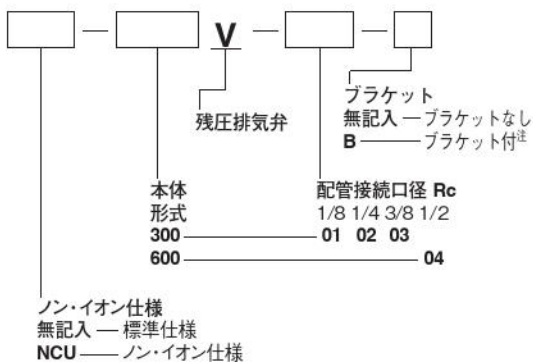 — V — —
残圧排気弁
ブラケット
無記入 — ブラケットなし
B — ブラケット付注
本体
形式
300 — 01 02 03
600 — 04
配管接続口径 Rc
1/8 1/4 3/8 1/2
ノン・イオン仕様
無記入 — 標準仕様
NCU — ノン・イオン仕様